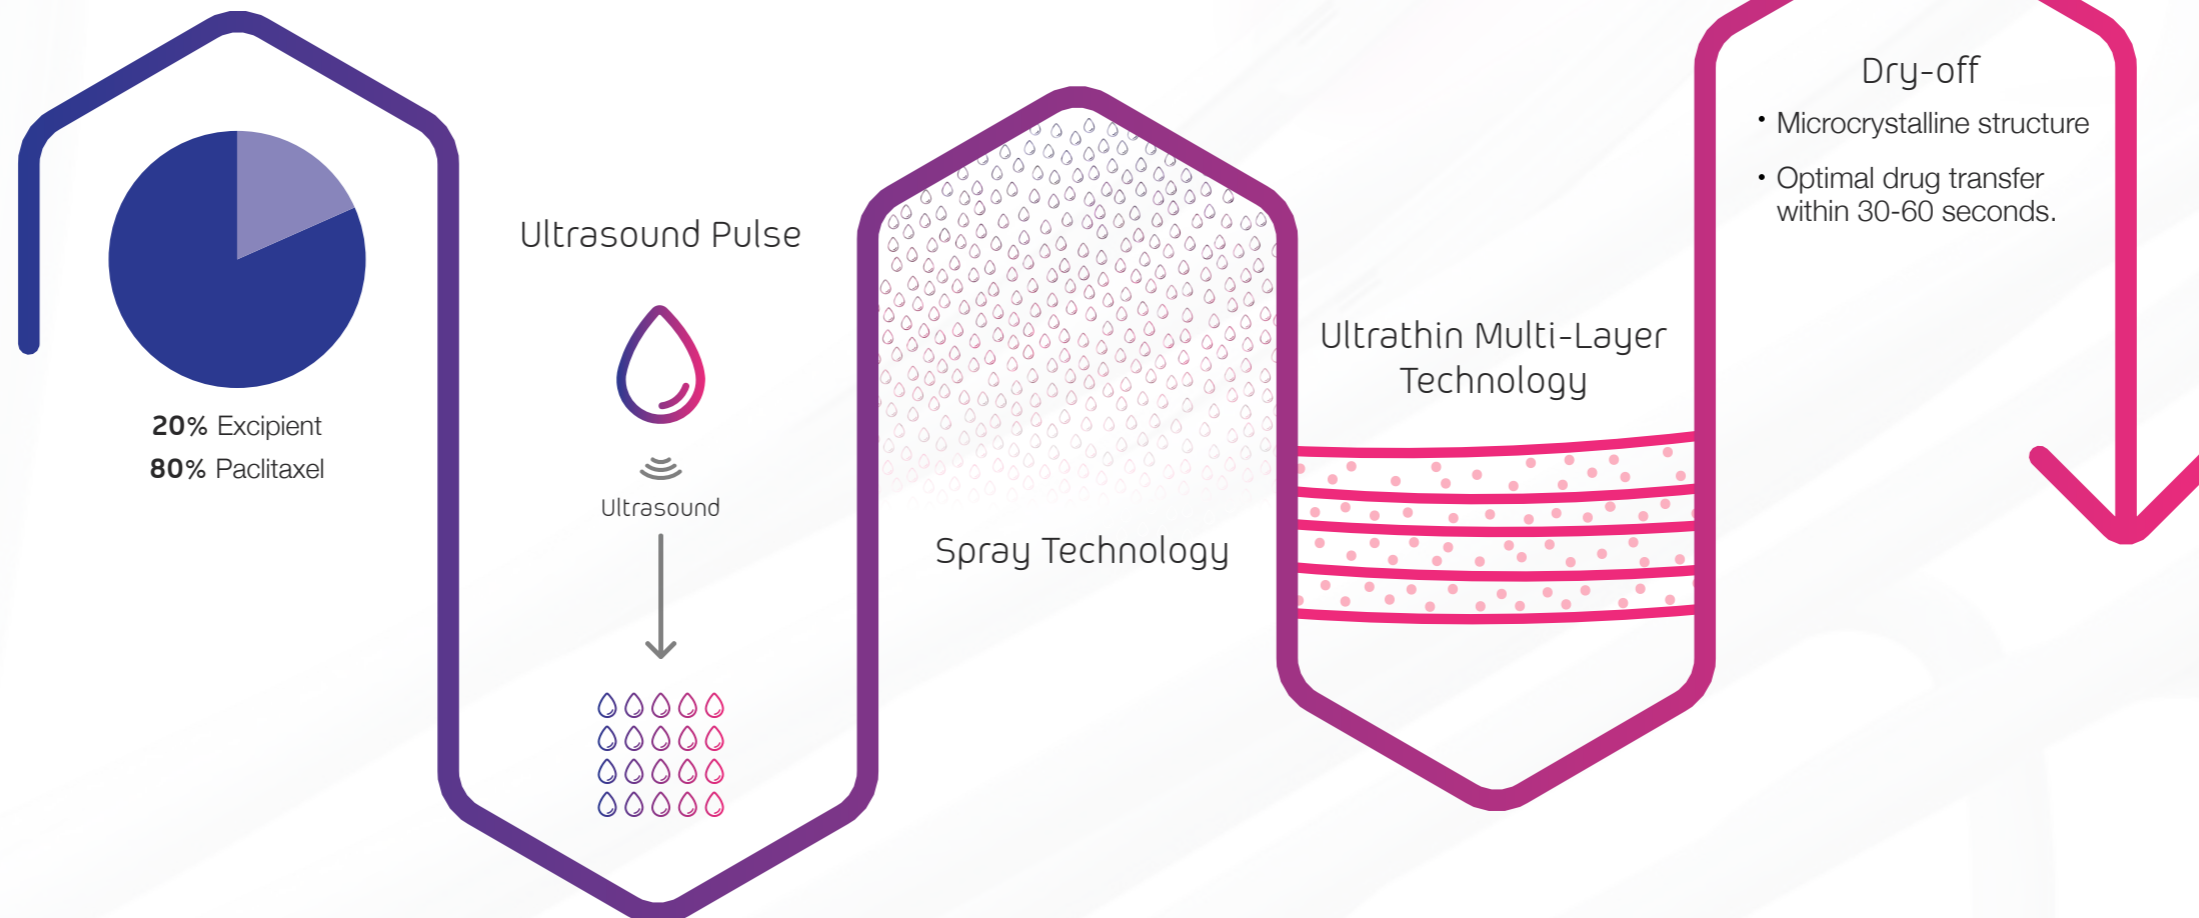 20% Excipient
80% Paclitaxel
Ultrasound Pulse
Ultrasound
Spray Technology
Ultrathin Multi-Layer
Technology
Dry-off
• Microcrystalline structure
• Optimal drug transfer
within 30-60 seconds.